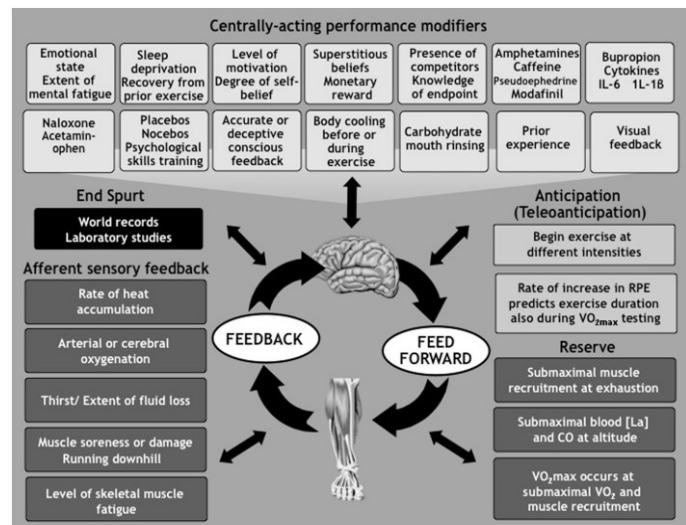 Centrally-acting performance modifiers
Emotional
state
Extent of
mental fatigue
Sleep
deprivation
Recovery from
prior exercise
Level of
motivation
Degree of self-
belief
Superstitious
beliefs
Monetary
reward
Presence of
competitors
Knowledge
of endpoint
Amphetamines
Caffeine
Pseudoephedrine
Modafinil
Bupropion
Cytokines
IL-6 1L-1ß
Naloxone
Acetamin-
ophen
Placebos
Nocebos
Psychological
skills training
Accurate or
deceptive
conscious
feedback
Body cooling
before or
during
exercise
Carbohydrate
mouth rinsing
Prior
experience
Visual
feedback
End Spurt
World records
Laboratory studies
Afferent sensory feedback
Rate of heat
accumulation
Arterial or cerebral
oxygenation
Thirst/ Extent of fluid loss
Muscle soreness or damage
Running downhill
Level of skeletal muscle
fatigue
FEEDBACK
FEED
FORWARD
Anticipation
(Teleoanticipation)
Begin exercise at
different intensities
Rate of increase in RPE
predicts exercise duration
also during VO₂max testing
Reserve
Submaximal muscle
recruitment at exhaustion
Submaximal blood [La]
and CO at altitude
VO₂max occurs at
submaximal VO₂ and
muscle recruitment